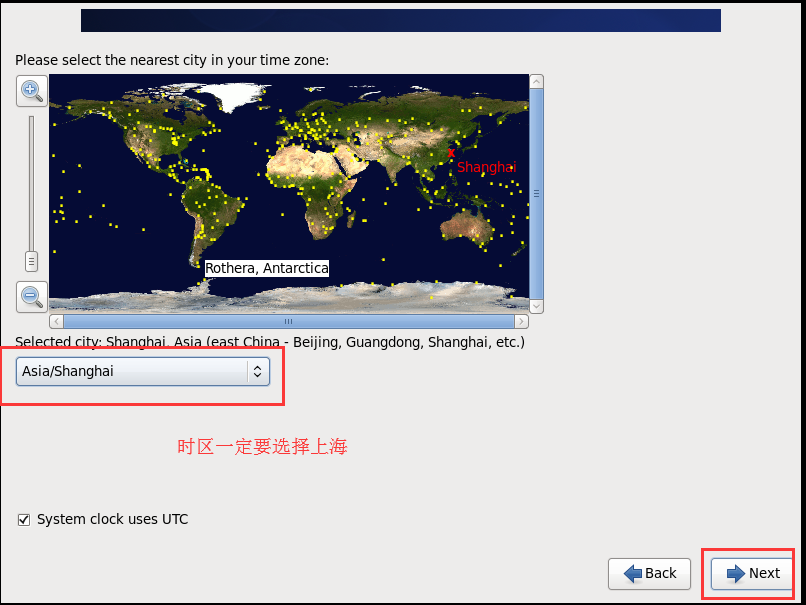 Please select the nearest city in your time zone:
Shanghai
Rothera, Antarctica
Selected city: Shanghai, Asia (east China - Beijing, Guangdong, Shanghai, etc.)
Asia/Shanghai
时区一定要选择上海
System clock uses UTC
Back
Next